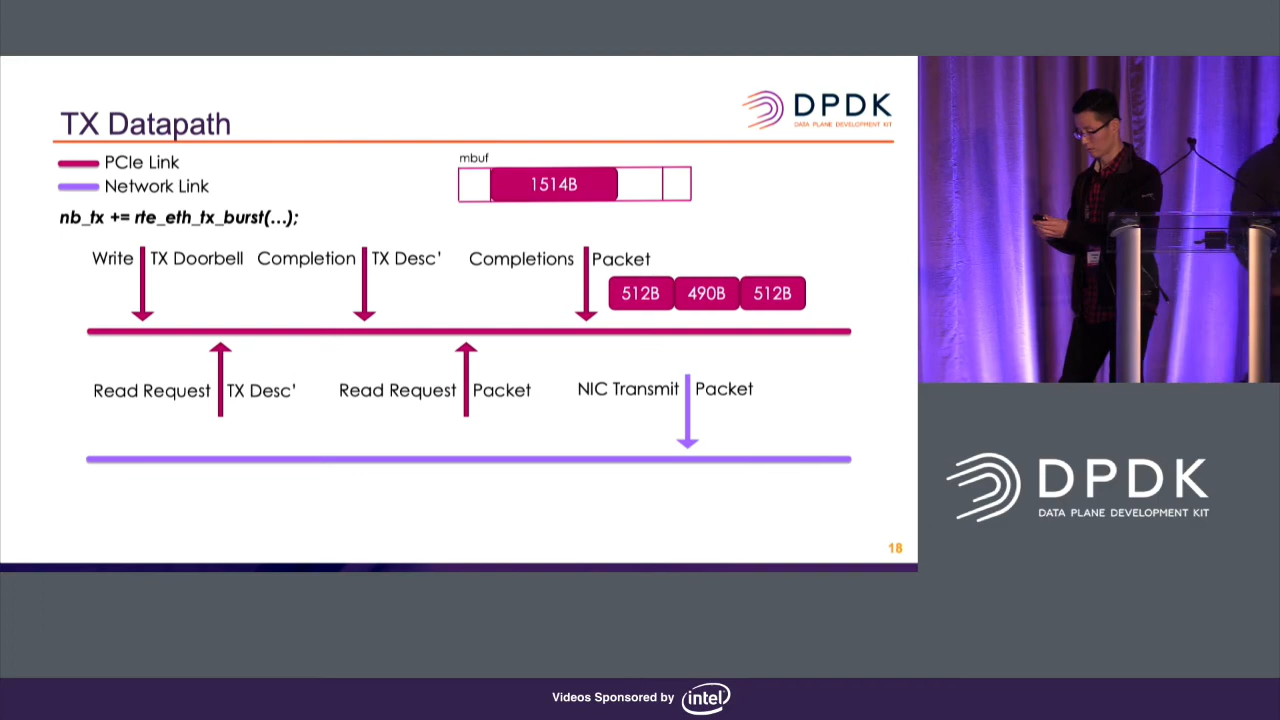 TX Datapath
DPDK
DATA PLANE DEVELOPMENT KIT
PCIe Link
Network Link
mbuf
1514B
nb_tx += rte_eth_tx_burst(...);
Write TX Doorbell Completion TX Desc' Completions Packet
512B 490B 512B
Read Request TX Desc' Read Request Packet NIC Transmit Packet
18
DPDK
DATA PLANE DEVELOPMENT KIT
Videos Sponsored by intel